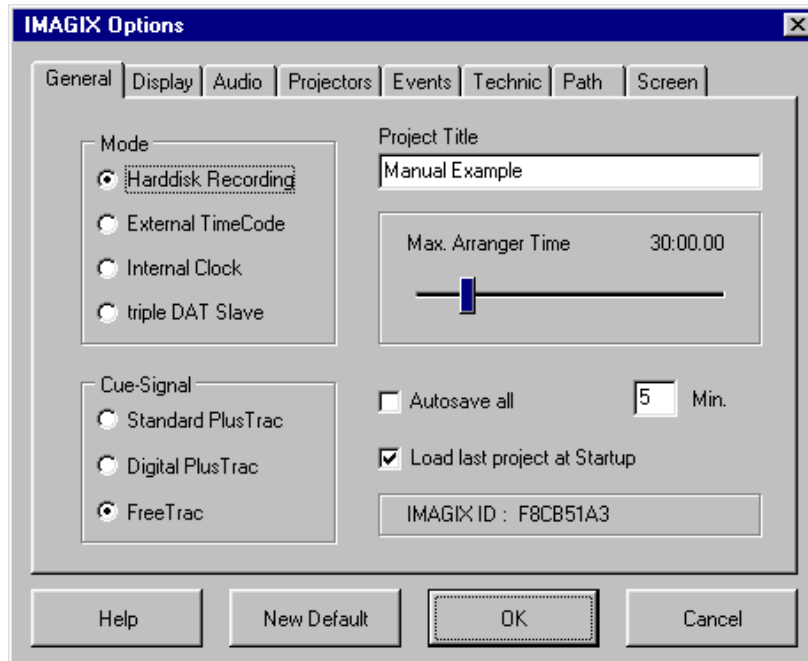 IMAGIX Options
General Display Audio Projectors Events Technic Path Screen
Mode
Harddisk Recording
External TimeCode
Internal Clock
triple DAT Slave
Project Title
Manual Example
Max. Arranger Time 30:00.00
Cue-Signal
Standard PlusTrac
Digital PlusTrac
FreeTrac
Autosave all 5 Min.
Load last project at Startup
IMAGIX ID : F8CB51A3
Help New Default OK Cancel